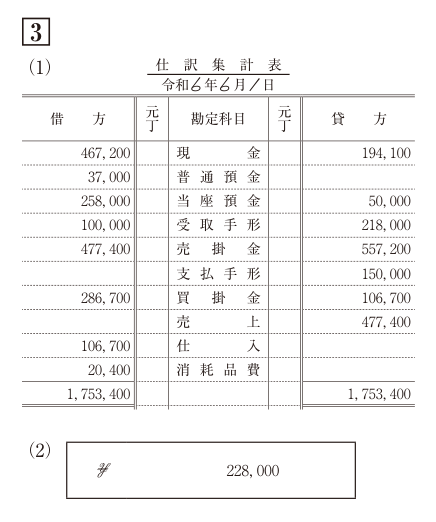 3
(1)
仕訳集計表
令和6年6月1日
借方 元丁 勘定科目 元丁 貸方
467,200 現金 194,100
37,000 普通預金
258,000 当座預金 50,000
100,000 受取手形 218,000
477,400 売掛金 557,200
支払手形 150,000
286,700 買掛金 106,700
売上 477,400
106,700 仕入
20,400 消耗品費
1,753,400 1,753,400
(2)
¥ 228,000